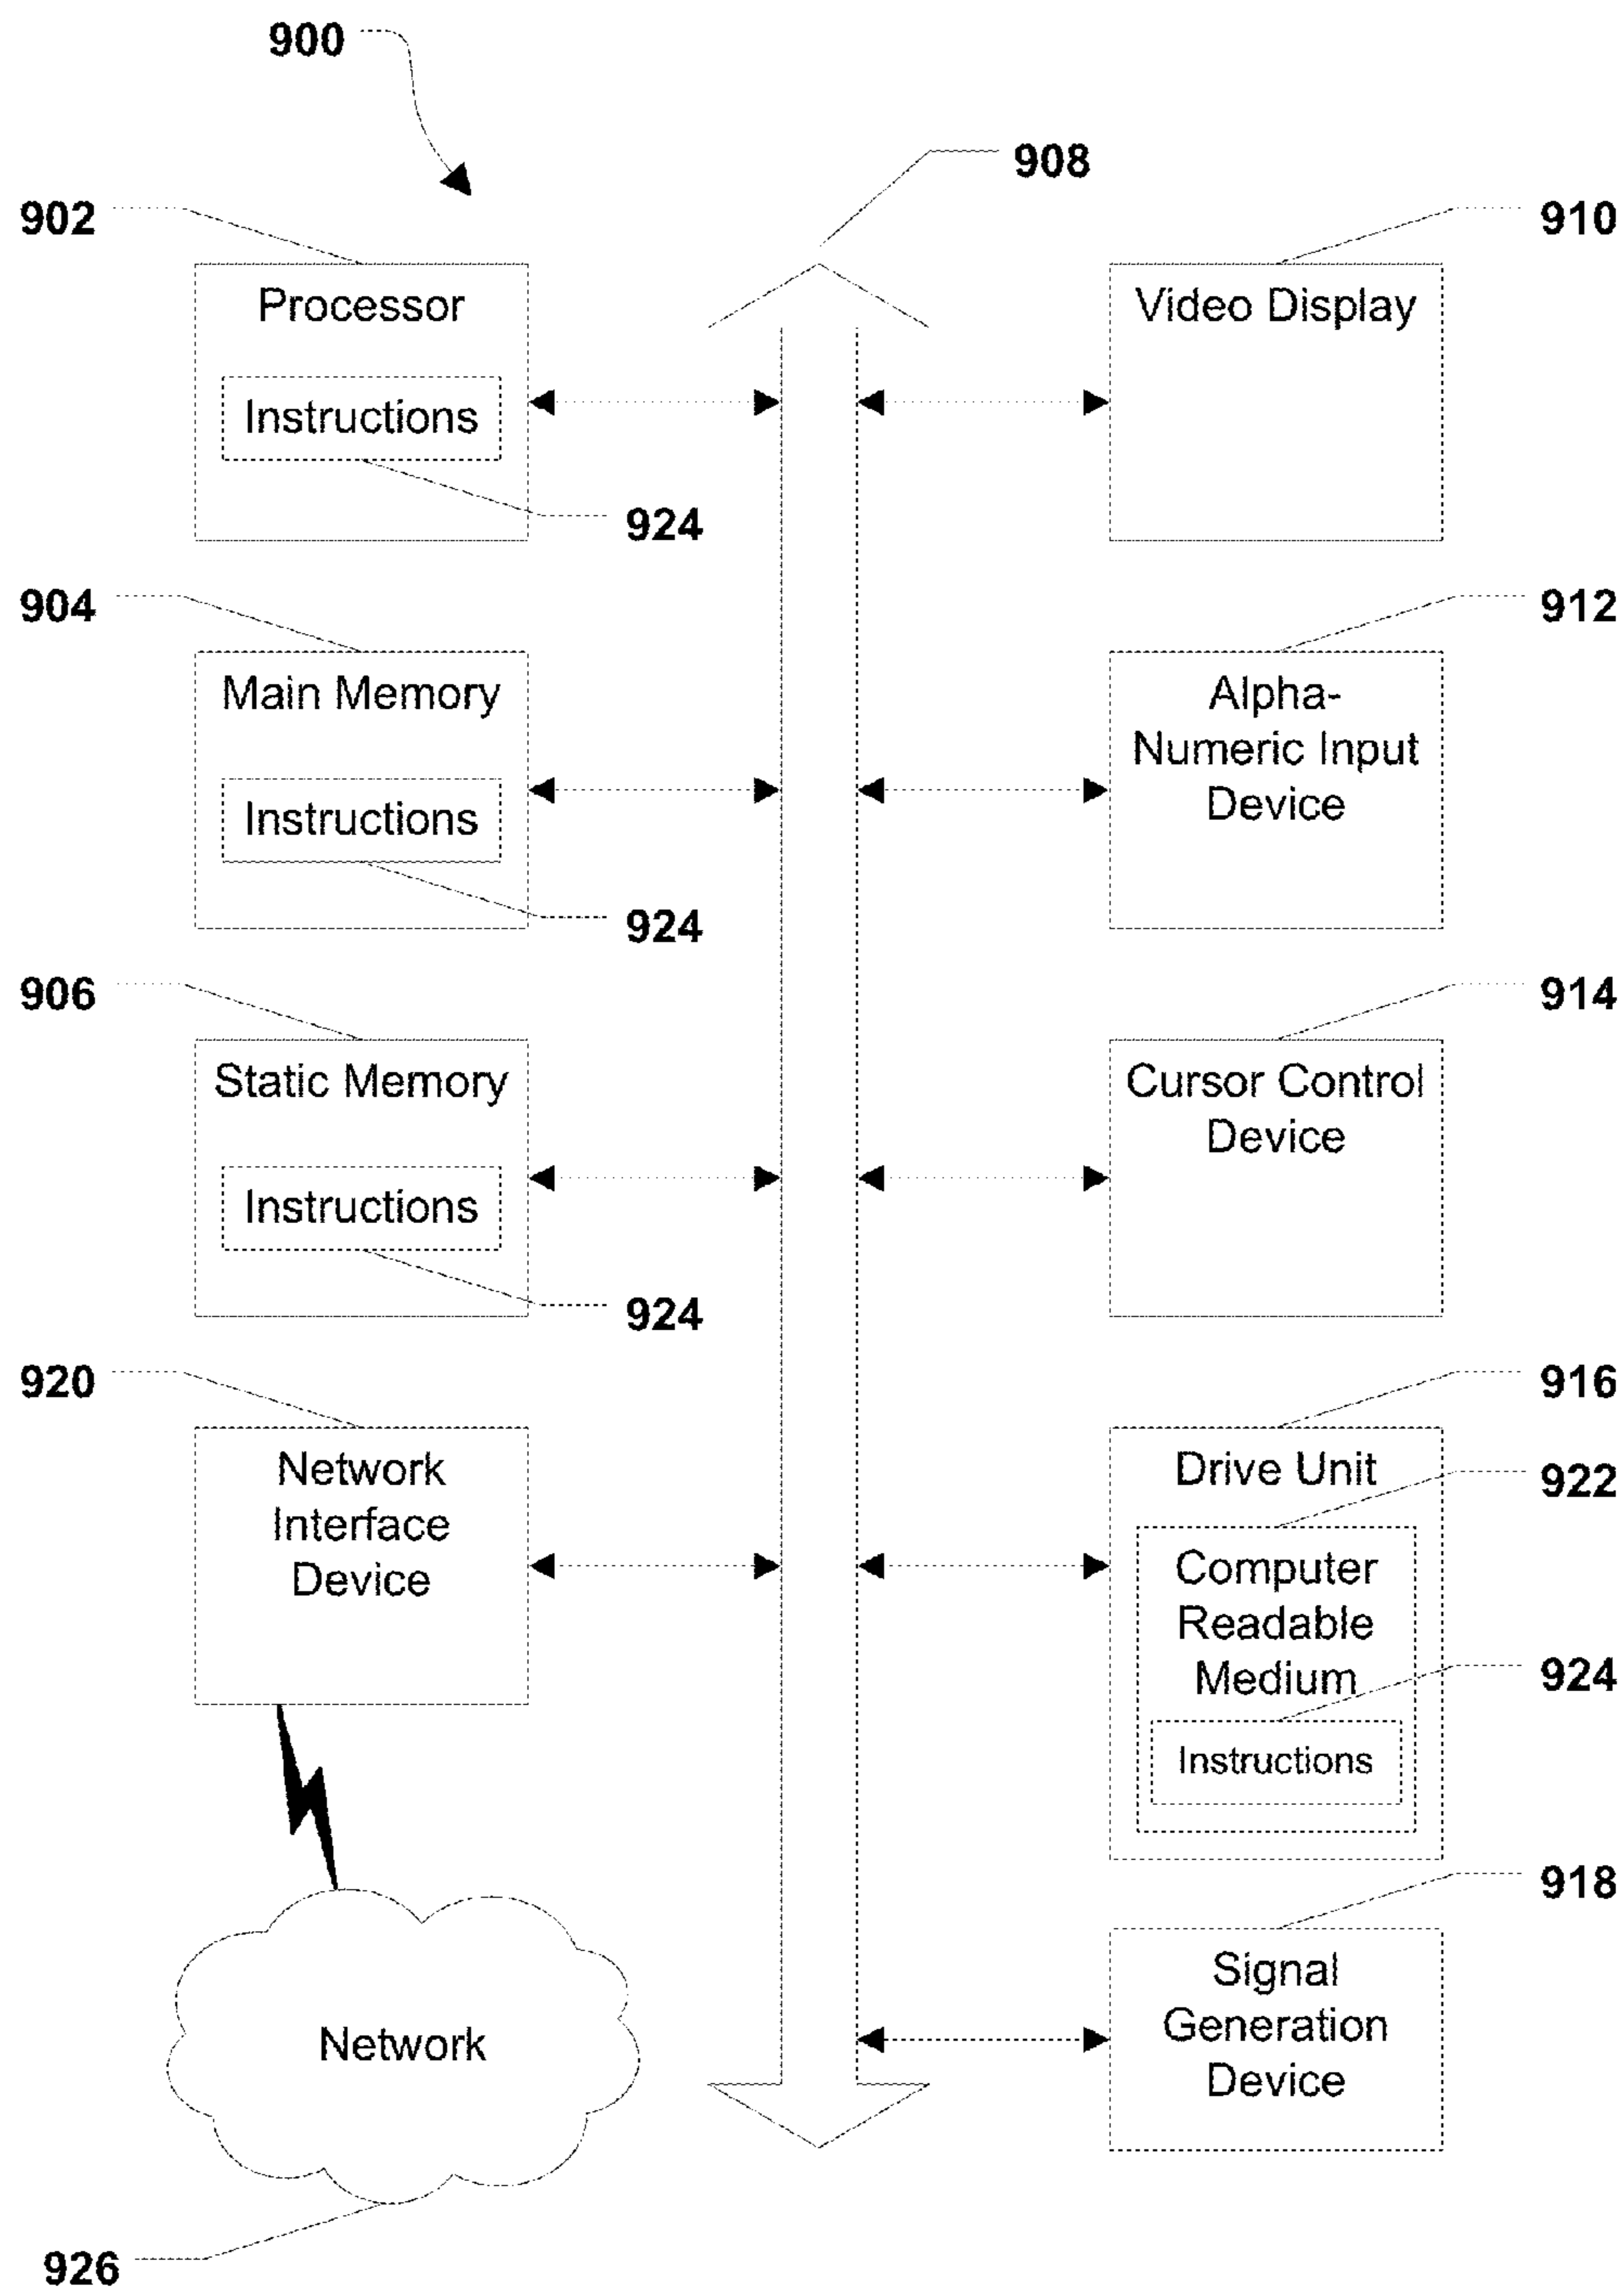 900
908
902
910
Processor
Instructions
924
Video Display
904
912
Main Memory
Instructions
924
Alpha-
Numeric Input
Device
906
914
Static Memory
Instructions
924
Cursor Control
Device
920
916
Network
Interface
Device
Drive Unit
922
Computer
Readable
Medium
924
Instructions
918
Signal
Generation
Device
Network
926